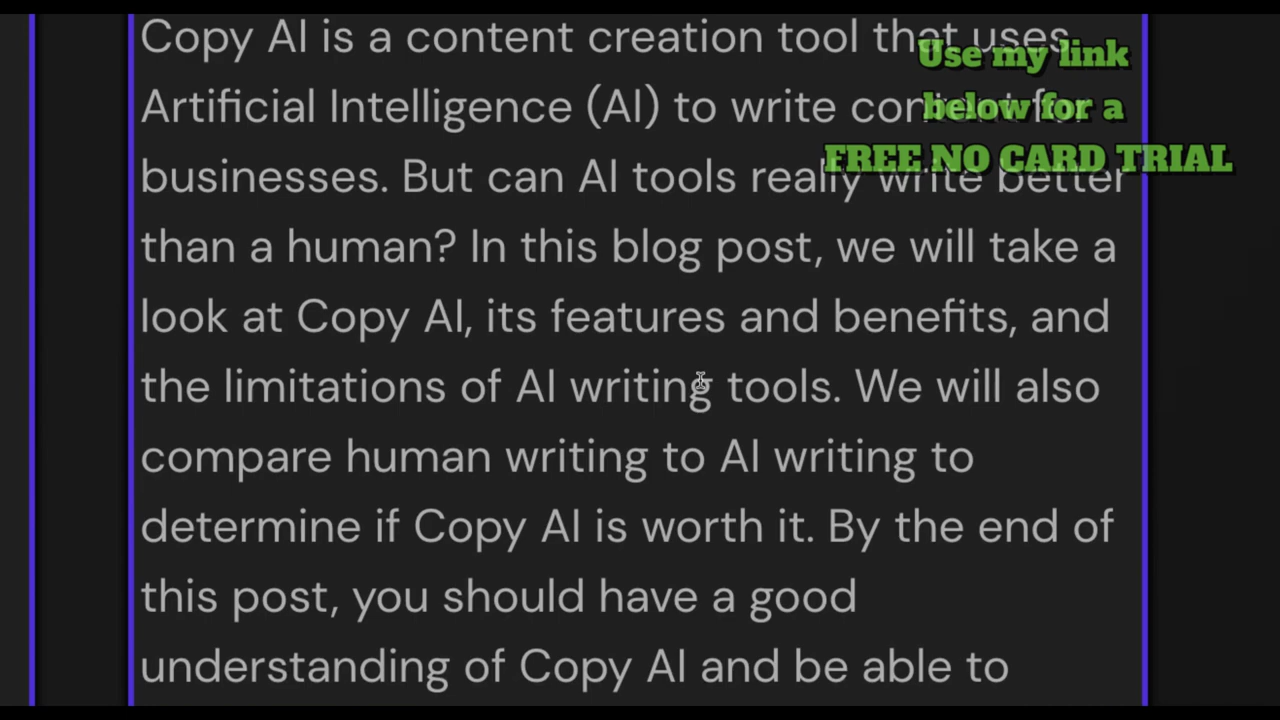 Copy AI is a content creation tool that uses
Artificial Intelligence (AI) to write content for
businesses. But can AI tools really write better
than a human? In this blog post, we will take a
look at Copy AI, its features and benefits, and
the limitations of AI writing tools. We will also
compare human writing to AI writing to
determine if Copy AI is worth it. By the end of
this post, you should have a good
understanding of Copy AI and be able to
Use my link
below for a
FREE NO CARD TRIAL